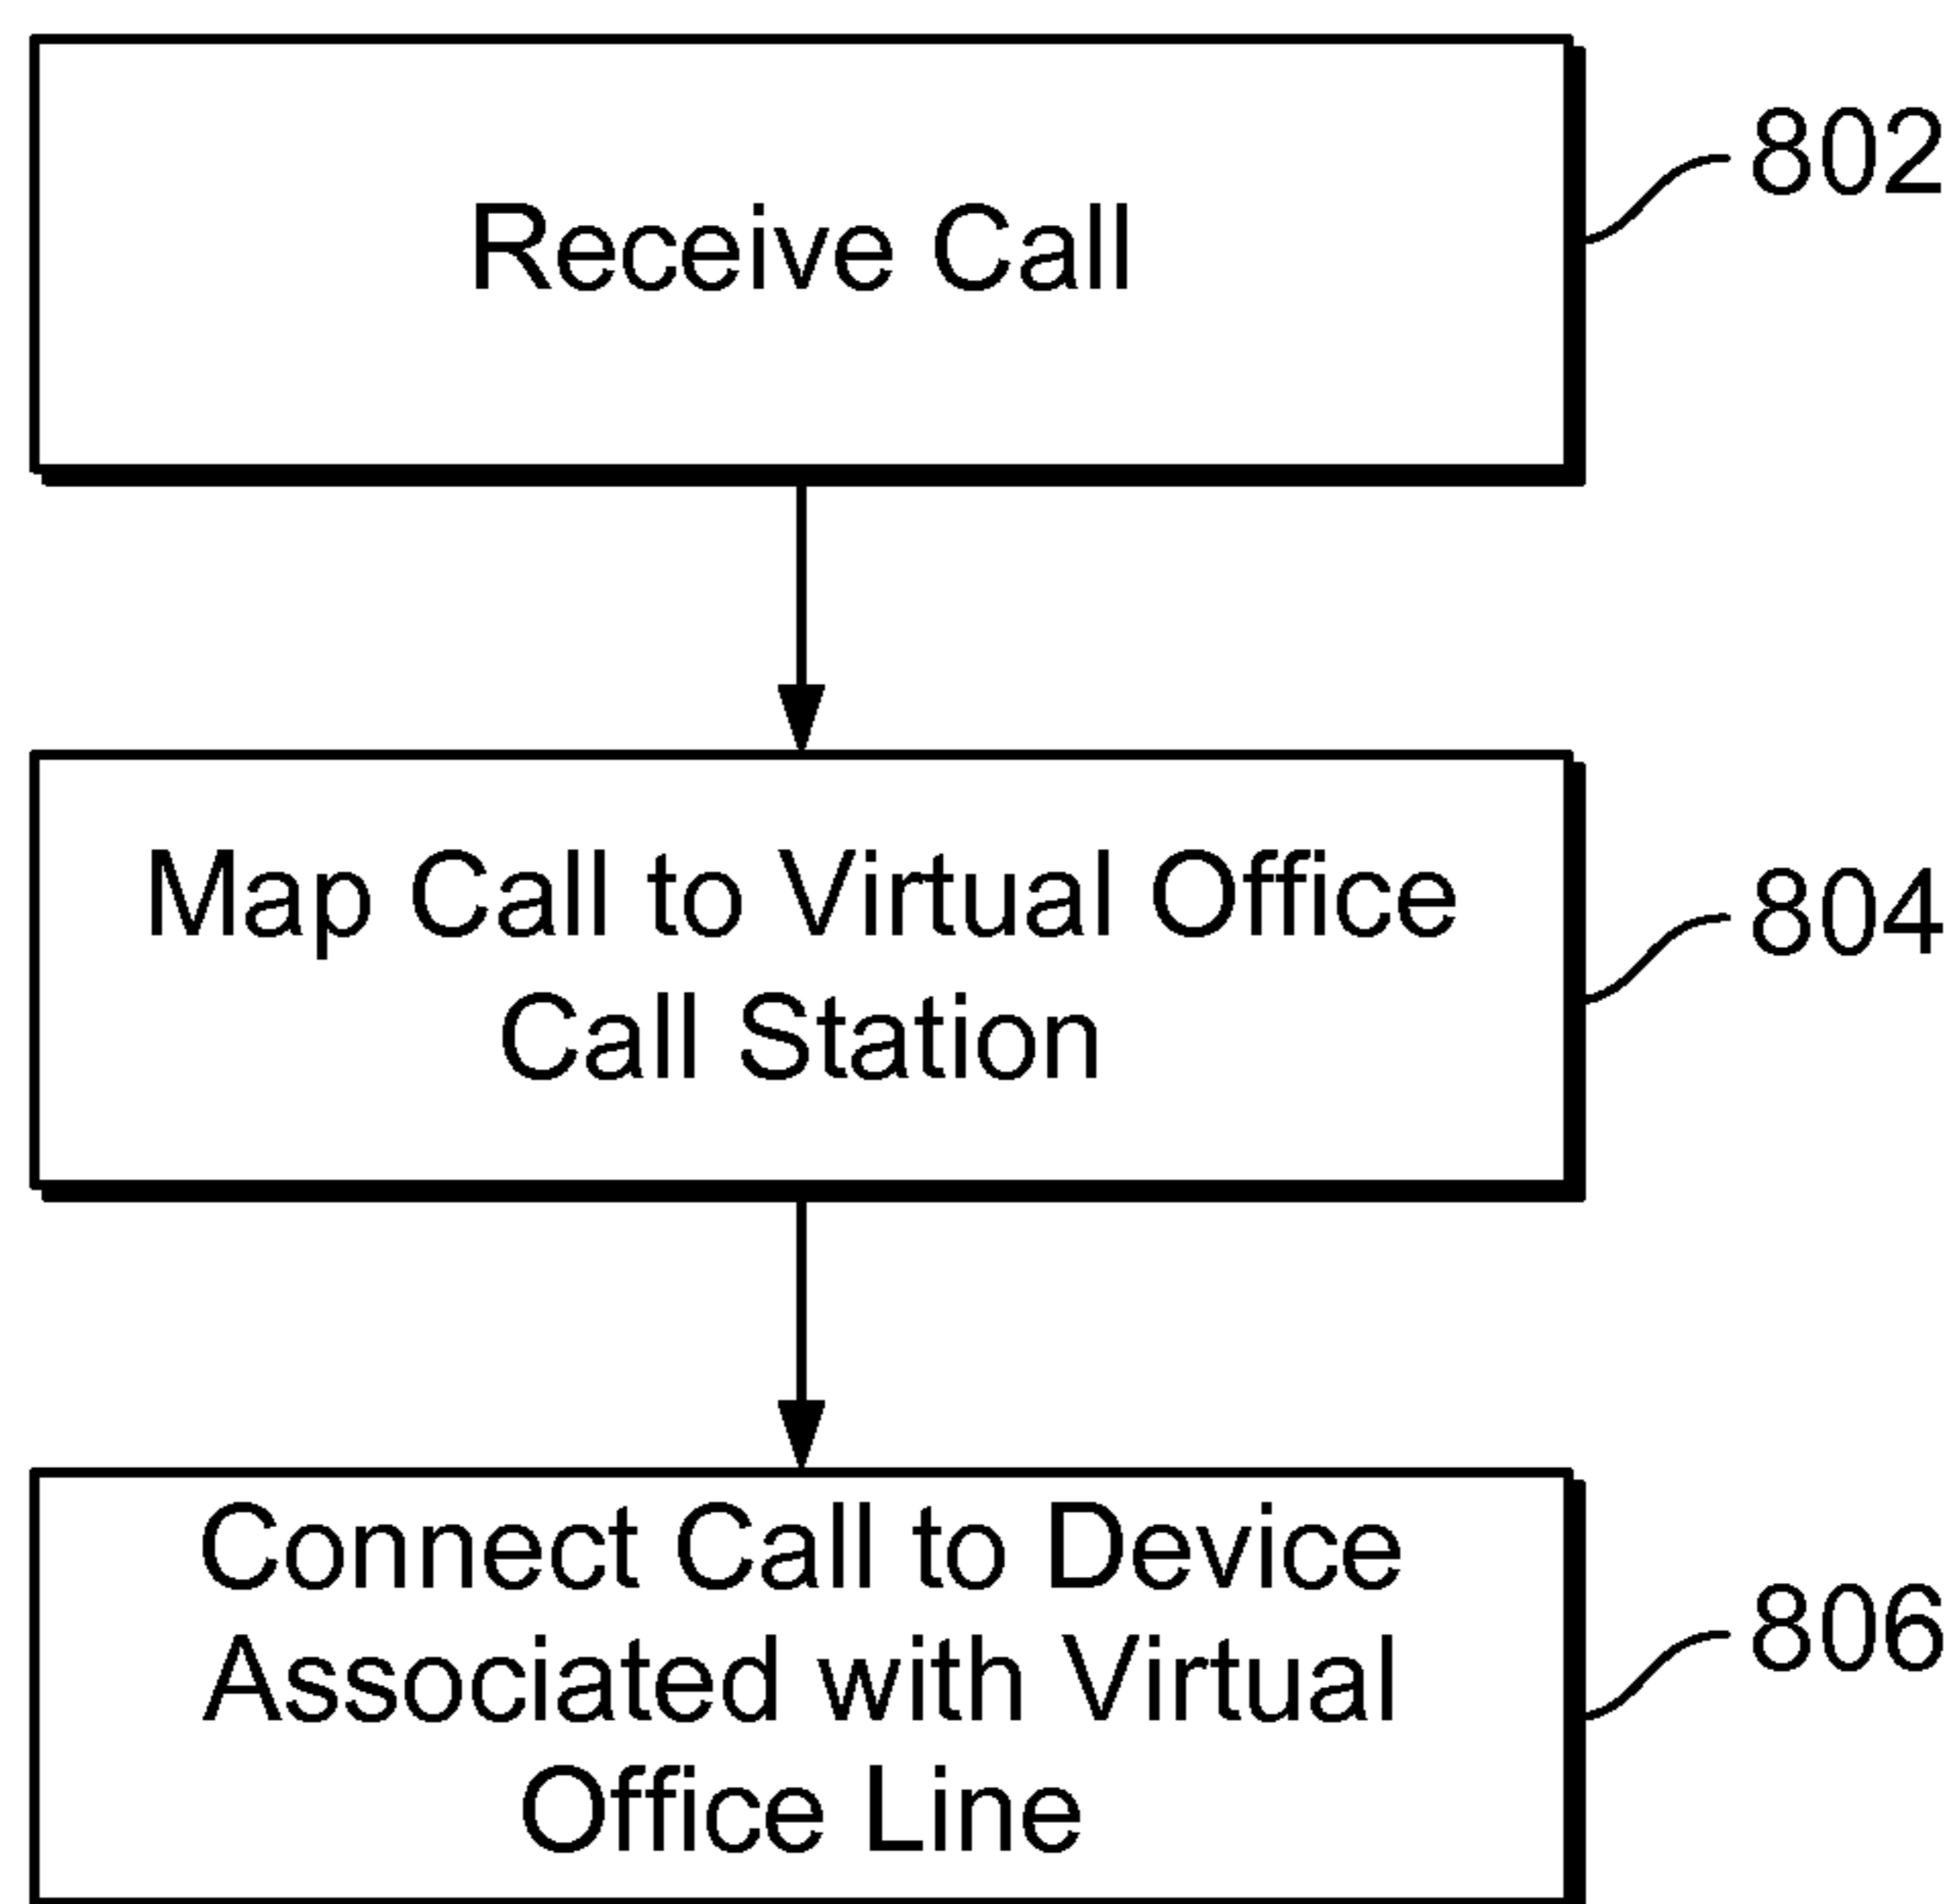 Receive Call
802
Map Call to Virtual Office
Call Station
804
Connect Call to Device
Associated with Virtual
Office Line
806